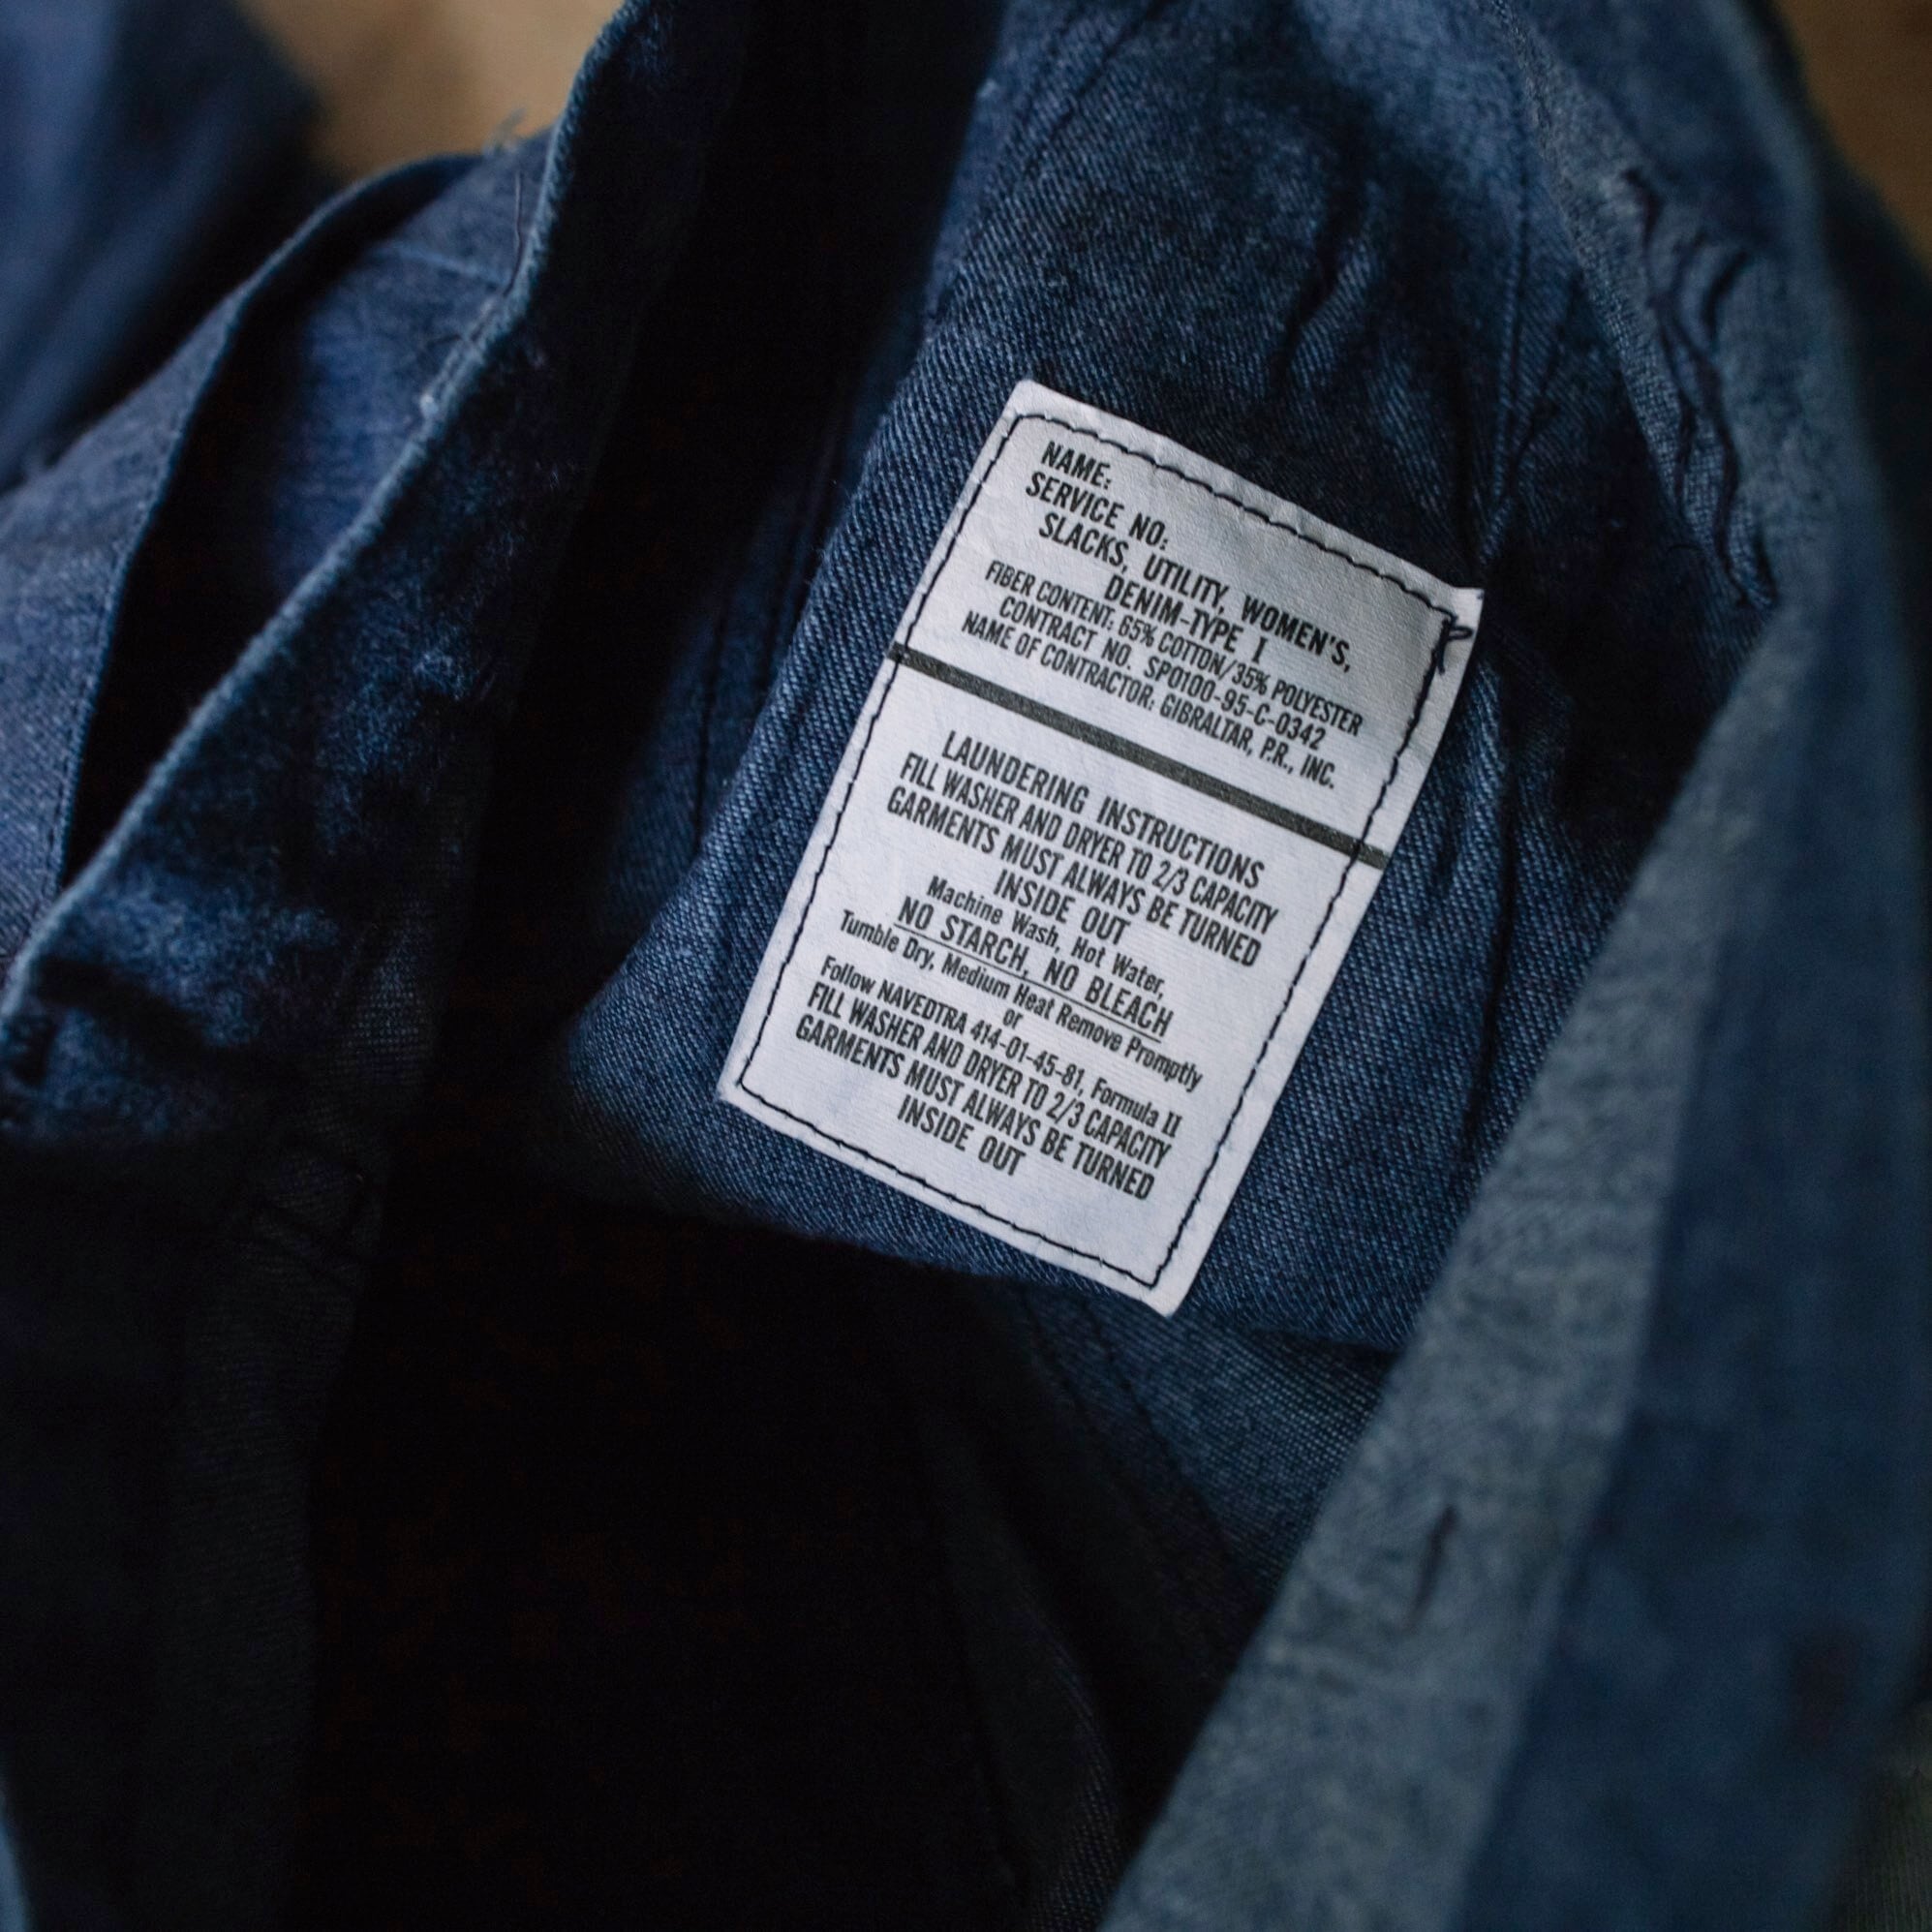 NAME:
SERVICE NO:
SLACKS, UTILITY, WOMEN'S,
DENIM-TYPE I
FIBER CONTENT: 65% COTTON/35% POLYESTER
CONTRACT NO. SPO100-95-C-0342
NAME OF CONTRACTOR: GIBRALTAR, P.R., INC.
LAUNDERING INSTRUCTIONS
FILL WASHER AND DRYER TO 2/3 CAPACITY
GARMENTS MUST ALWAYS BE TURNED
INSIDE OUT
Machine Wash, Hot Water,
NO STARCH, NO BLEACH
Tumble Dry, Medium Heat Remove Promptly
or
Follow NAVEDTRA 414-01-45-81, Formula II
FILL WASHER AND DRYER TO 2/3 CAPACITY
GARMENTS MUST ALWAYS BE TURNED
INSIDE OUT